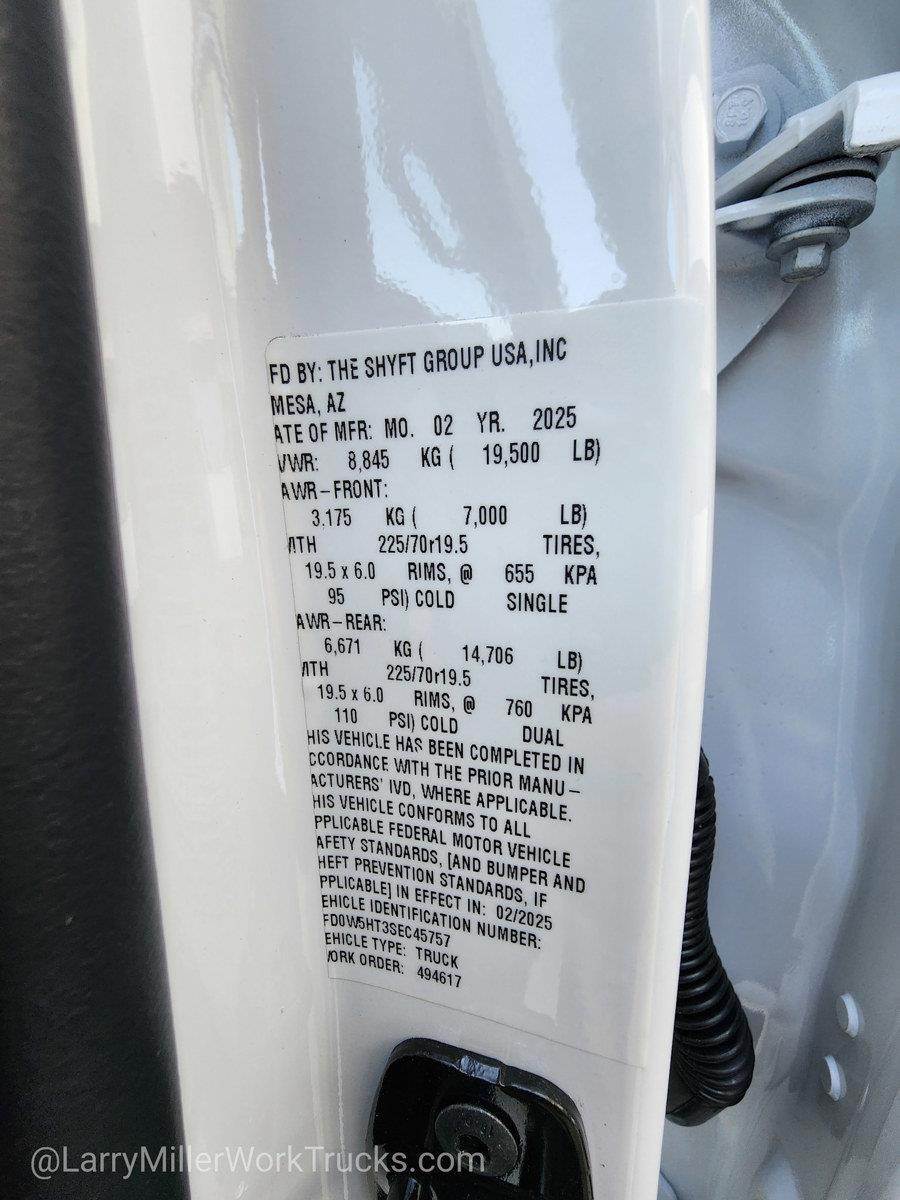 FD BY: THE SHYFT GROUP USA,INC
MESA, AZ
ATE OF MFR: MO. 02 YR. 2025
VWR: 8,845 KG ( 19,500 LB)
AWR-FRONT:
3.175 KG ( 7,000 LB)
ITH 225/70r19.5 TIRES,
19.5 x 6.0 RIMS, @ 655 KPA
95 PSI) COLD SINGLE
AWR-REAR:
6,671 KG ( 14,706 LB)
ITH 225/70r19.5 TIRES,
19.5 x 6.0 RIMS, @ 760 KPA
110 PSI) COLD DUAL
HIS VEHICLE HAS BEEN COMPLETED IN
CCORDANCE WITH THE PRIOR MANU-
ACTURERS' IVD, WHERE APPLICABLE.
HIS VEHICLE CONFORMS TO ALL
PPLICABLE FEDERAL MOTOR VEHICLE
AFETY STANDARDS, [AND BUMPER AND
HEFT PREVENTION STANDARDS, IF
PPLICABLE] IN EFFECT IN: 02/2025
EHICLE IDENTIFICATION NUMBER:
FD0W5HT3SEC45757
EHICLE TYPE: TRUCK
ORK ORDER: 494617
@LarryMillerWorkTrucks.com